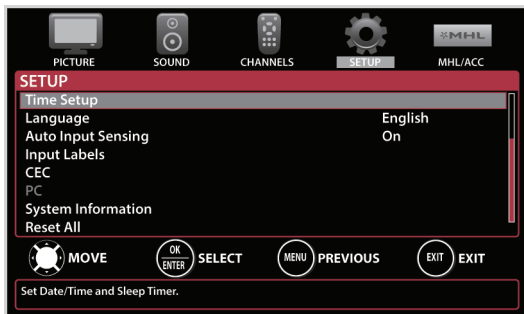 MHL
PICTURE SOUND CHANNELS SETUP MHL/ACC
SETUP
Time Setup
Language English
Auto Input Sensing On
Input Labels
CEC
PC
System Information
Reset All
MOVE OK ENTER SELECT MENU PREVIOUS EXIT EXIT
Set Date/Time and Sleep Timer.